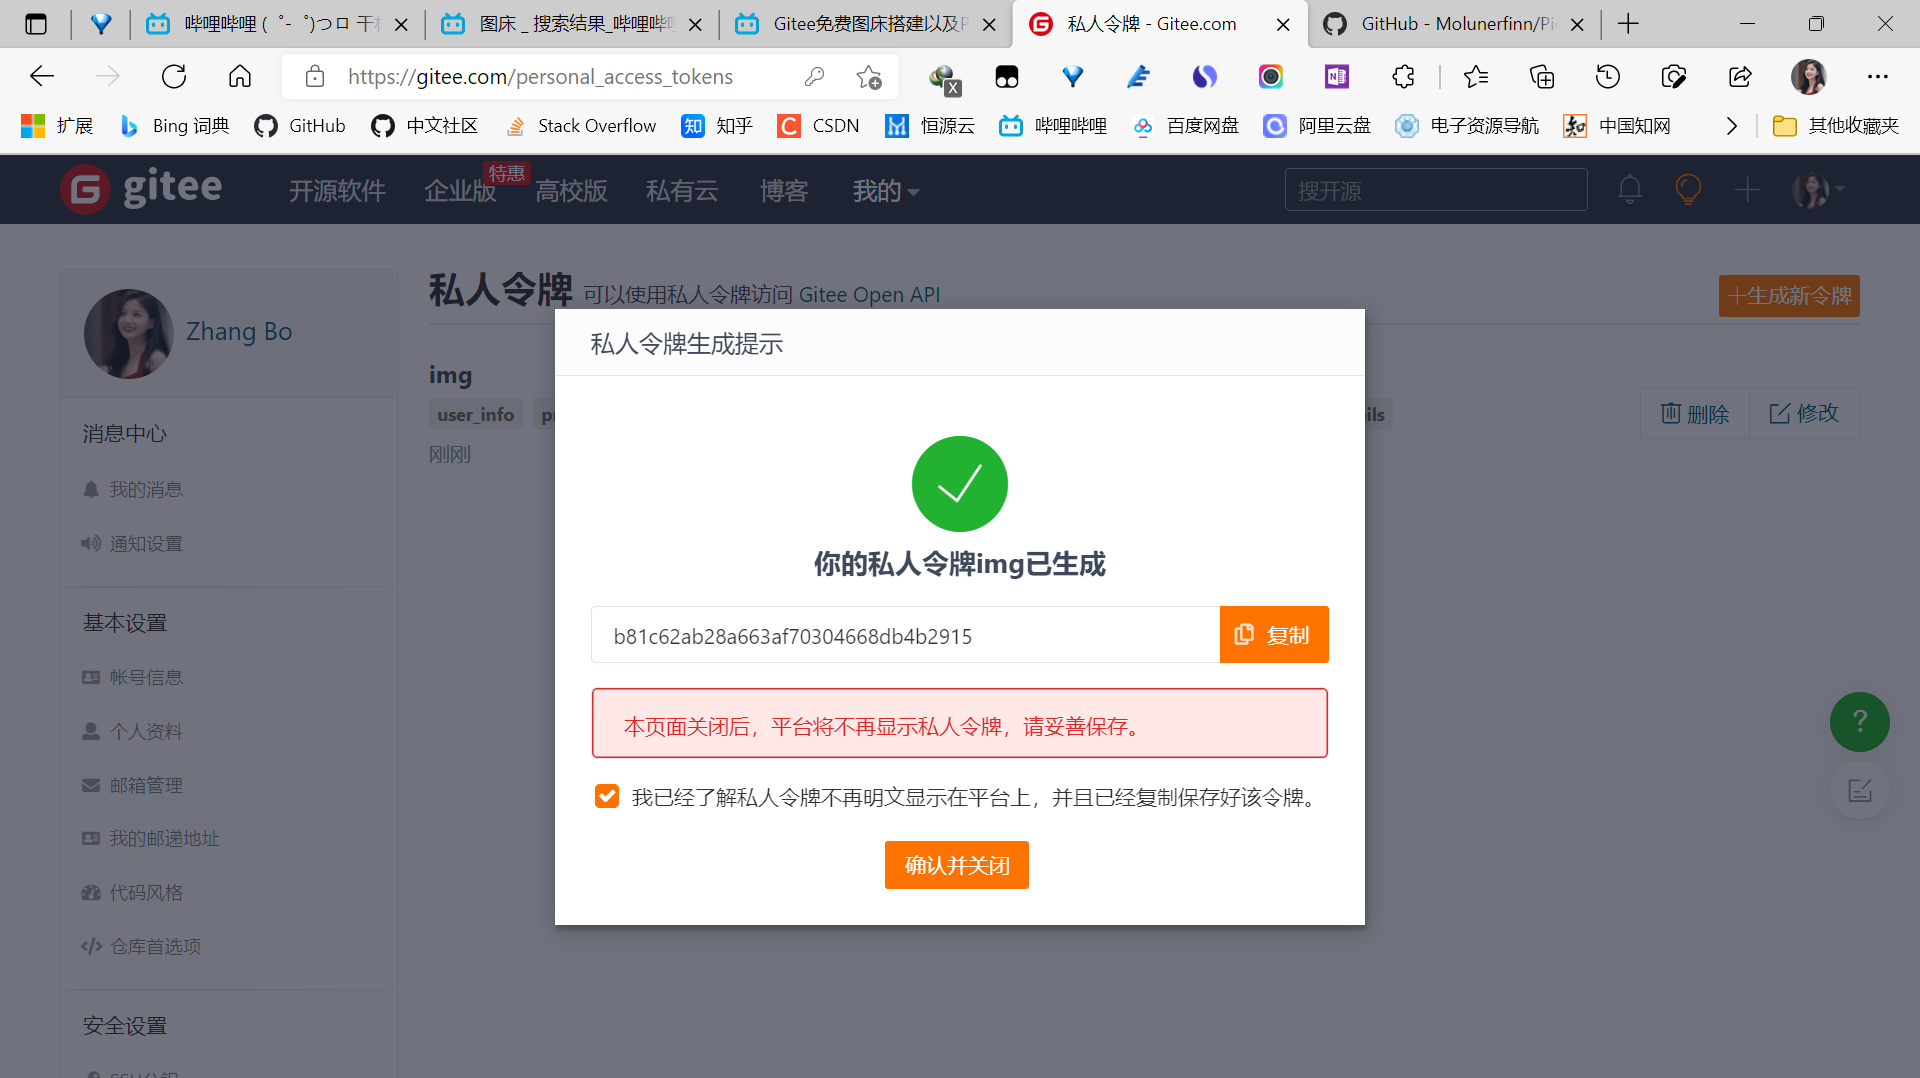 哔哩哔哩 (゜-゜)つロ 干杯
图床 _ 搜索结果_哔哩哔哩
Gitee免费图床搭建以及P
私人令牌 - Gitee.com
GitHub - Molunerfinn/Pi
https://gitee.com/personal_access_tokens
扩展 Bing 词典 GitHub 中文社区 Stack Overflow 知乎 CSDN 恒源云 哔哩哔哩 百度网盘 阿里云盘 电子资源导航 中国知网 其他收藏夹
gitee 开源软件 企业版 特惠 高校版 私有云 博客 我的 搜开源
Zhang Bo
消息中心
我的消息
通知设置
基本设置
帐号信息
个人资料
邮箱管理
我的邮递地址
代码风格
仓库首选项
安全设置
SSH公钥
私人令牌 可以使用私人令牌访问 Gitee Open API
+生成新令牌
img
user_info pr ils
刚刚
删除 修改
私人令牌生成提示
你的私人令牌img已生成
b81c62ab28a663af70304668db4b2915 复制
本页面关闭后，平台将不再显示私人令牌，请妥善保存。
我已经了解私人令牌不再明文显示在平台上，并且已经复制保存好该令牌。
确认并关闭
?